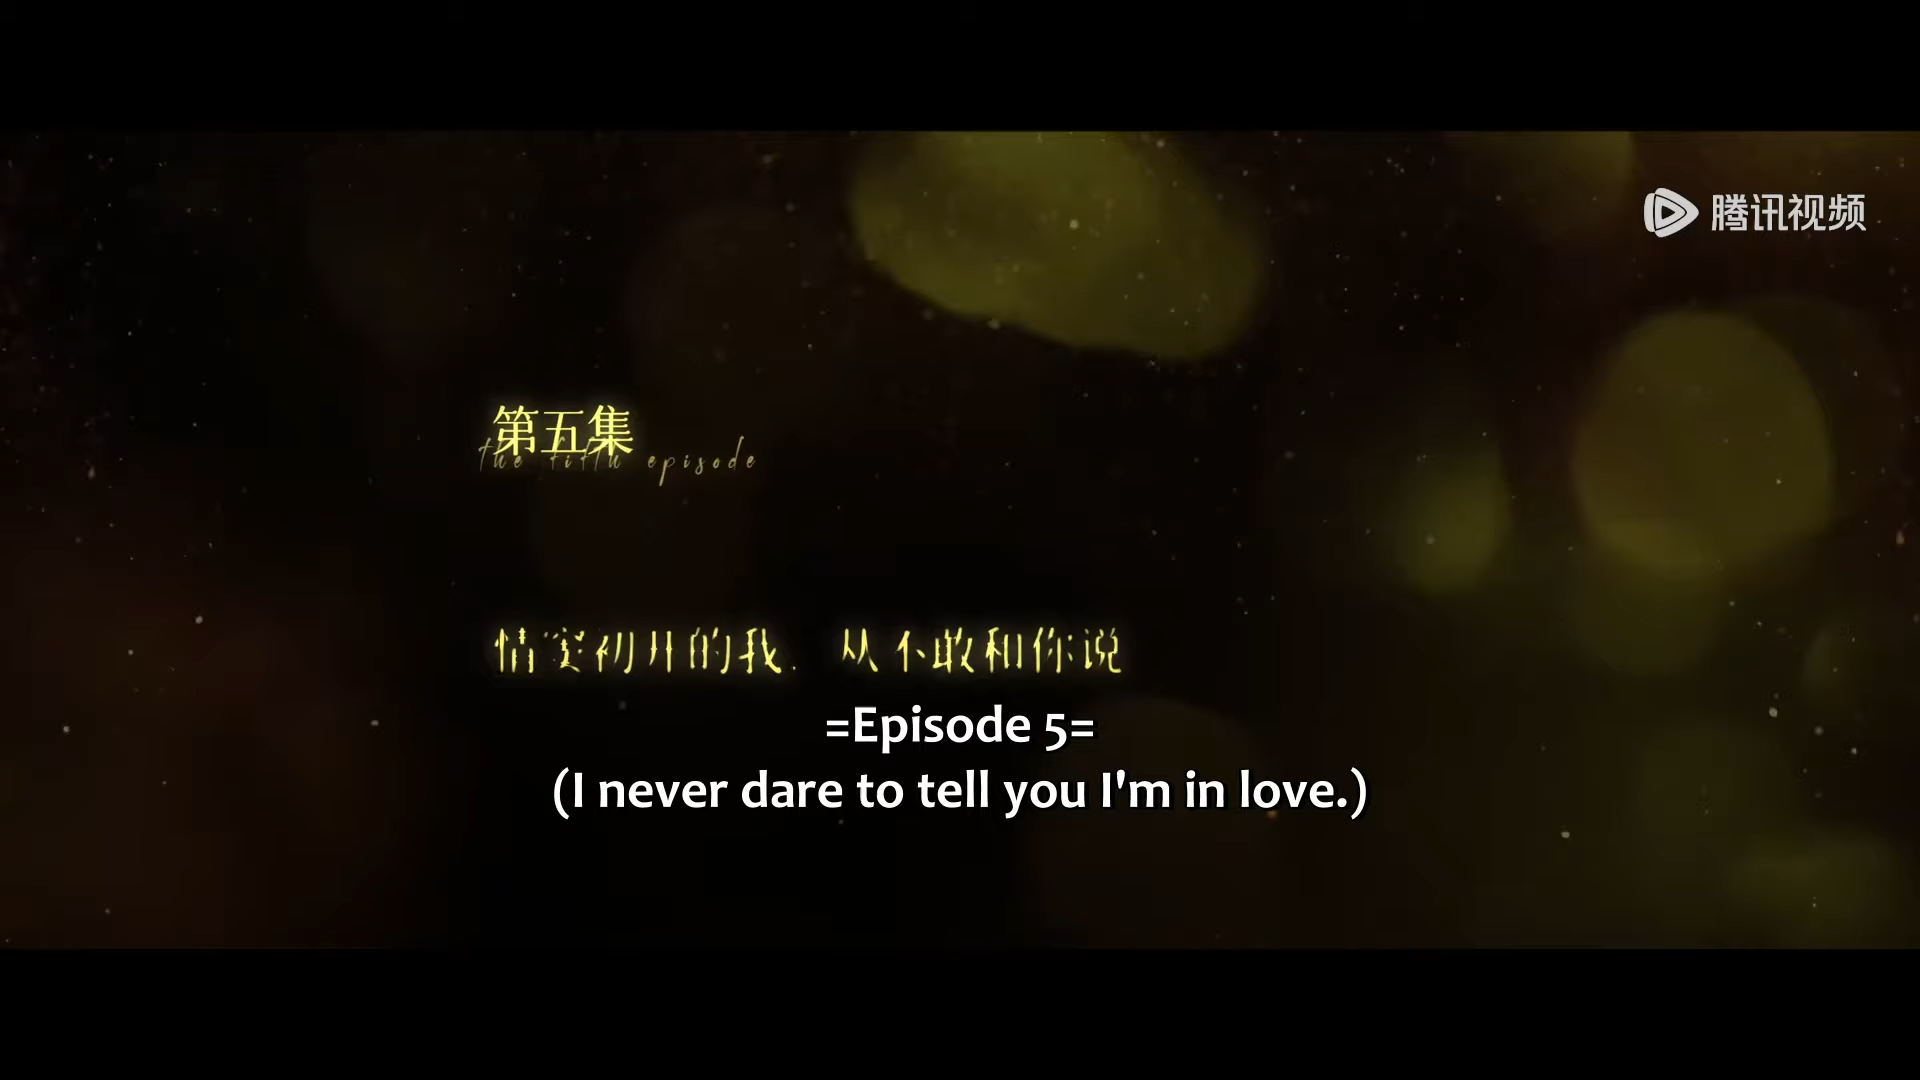 腾讯视频
第五集
the fifth episode
情窦初开的我，从不敢和你说
=Episode 5=
(I never dare to tell you I'm in love.)